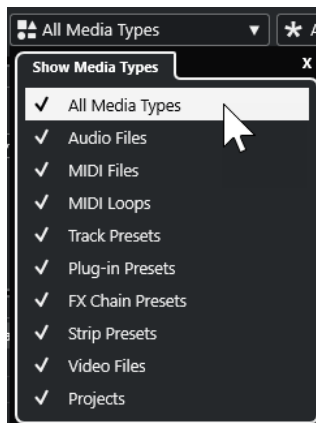 All Media Types
Show Media Types X
All Media Types
Audio Files
MIDI Files
MIDI Loops
Track Presets
Plug-in Presets
FX Chain Presets
Strip Presets
Video Files
Projects